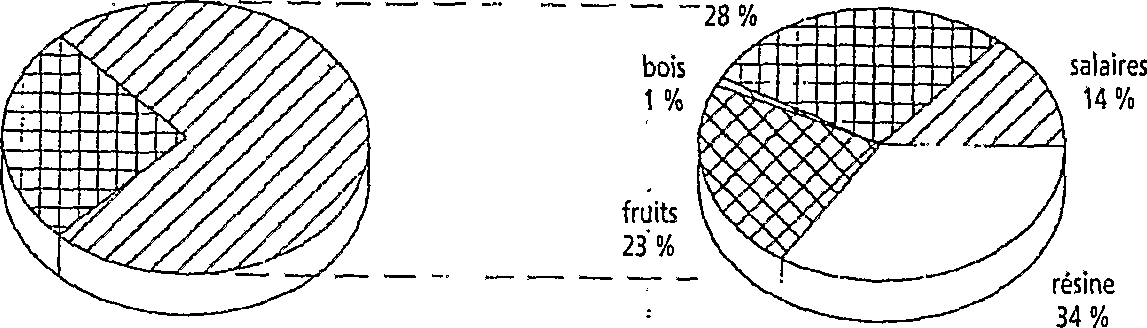 28 %
bois
1 %
salaires
14 %
fruits
23 %
résine
34 %